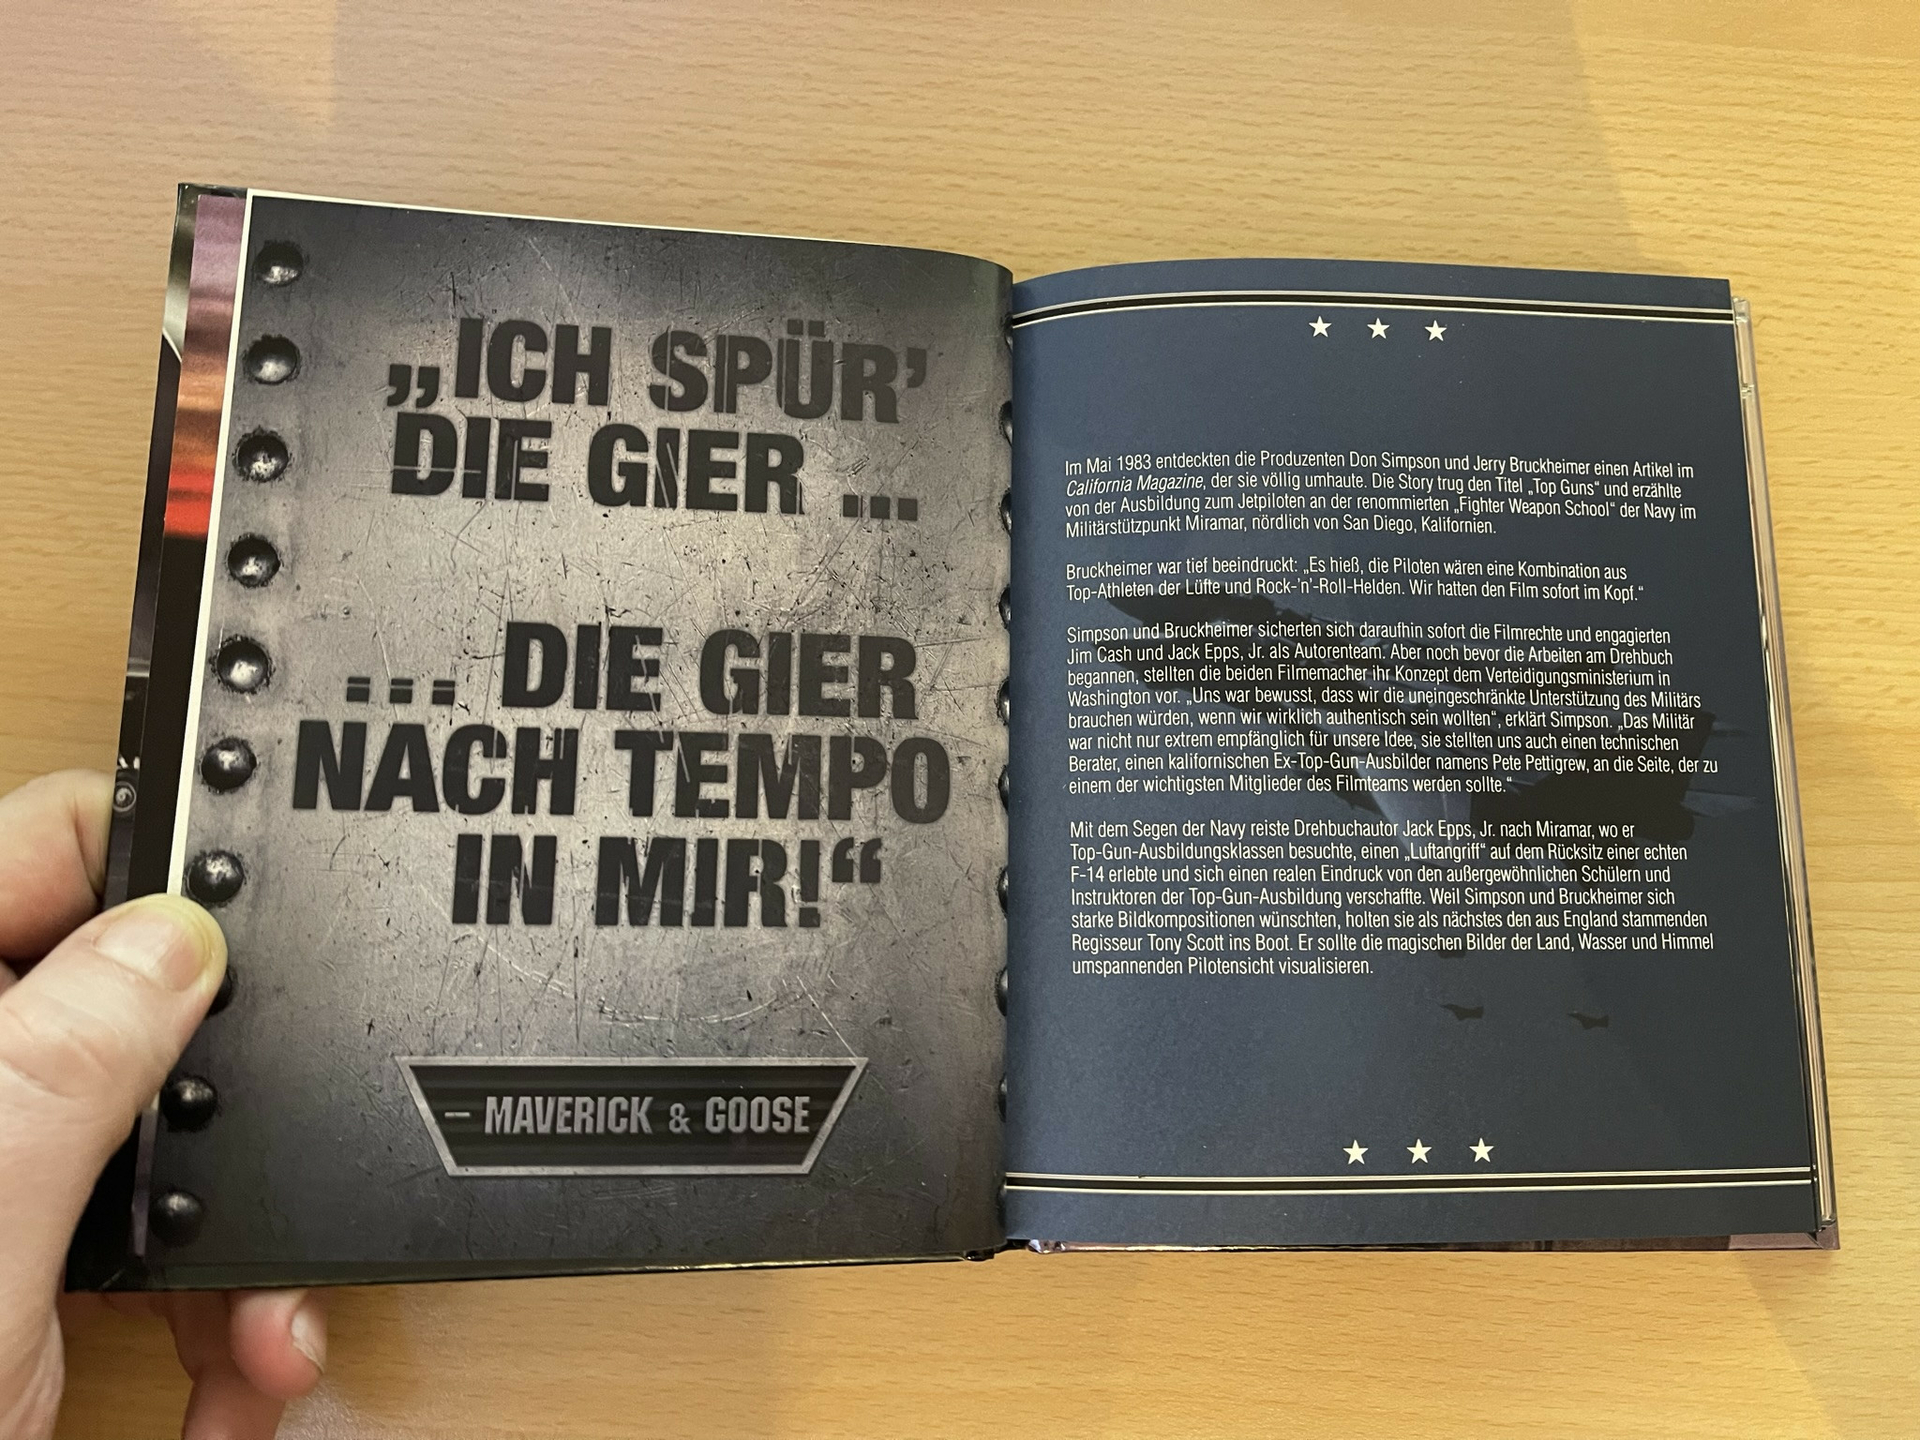 „ICH SPÜR’
DIE GIER ...
... DIE GIER
NACH TEMPO
IN MIR!“
– MAVERICK & GOOSE
Im Mai 1983 entdeckten die Produzenten Don Simpson und Jerry Bruckheimer einen Artikel im
California Magazine, der sie völlig umhaute. Die Story trug den Titel „Top Guns“ und erzählte
von der Ausbildung zum Jetpiloten an der renommierten „Fighter Weapon School“ der Navy im
Militärstützpunkt Miramar, nördlich von San Diego, Kalifornien.
Bruckheimer war tief beeindruckt: „Es hieß, die Piloten wären eine Kombination aus
Top-Athleten der Lüfte und Rock-’n’-Roll-Helden. Wir hatten den Film sofort im Kopf.“
Simpson und Bruckheimer sicherten sich daraufhin sofort die Filmrechte und engagierten
Jim Cash und Jack Epps, Jr. als Autorenteam. Aber noch bevor die Arbeiten am Drehbuch
begannen, stellten die beiden Filmemacher ihr Konzept dem Verteidigungsministerium in
Washington vor. „Uns war bewusst, dass wir die uneingeschränkte Unterstützung des Militärs
brauchen würden, wenn wir wirklich authentisch sein wollten“, erklärt Simpson. „Das Militär
war nicht nur extrem empfänglich für unsere Idee, sie stellten uns auch einen technischen
Berater, einen kalifornischen Ex-Top-Gun-Ausbilder namens Pete Pettigrew, an die Seite, der zu
einem der wichtigsten Mitglieder des Filmteams werden sollte.“
Mit dem Segen der Navy reiste Drehbuchautor Jack Epps, Jr. nach Miramar, wo er
Top-Gun-Ausbildungsklassen besuchte, einen „Luftangriff“ auf dem Rücksitz einer echten
F-14 erlebte und sich einen realen Eindruck von den außergewöhnlichen Schülern und
Instruktoren der Top-Gun-Ausbildung verschaffte. Weil Simpson und Bruckheimer sich
starke Bildkompositionen wünschten, holten sie als nächstes den aus England stammenden
Regisseur Tony Scott ins Boot. Er sollte die magischen Bilder der Land, Wasser und Himmel
umspannenden Pilotensicht visualisieren.